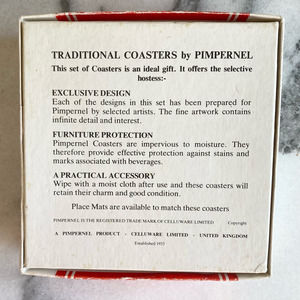 TRADITIONAL COASTERS by PIMPERNEL
This set of Coasters is an ideal gift. It offers the selective
hostess:-
EXCLUSIVE DESIGN
Each of the designs in this set has been prepared for
Pimpernel by selected artists. The fine artwork contains
infinite detail and interest.
FURNITURE PROTECTION
Pimpernel Coasters are impervious to moisture. They
therefore provide effective protection against stains and
marks associated with beverages.
A PRACTICAL ACCESSORY
Wipe with a moist cloth after use and these coasters will
retain their charm and good condition.
Place Mats are available to match these coasters
PIMPERNEL IS THE REGISTERED TRADE MARK OF CELLUWARE LIMITED Copyright
A PIMPERNEL PRODUCT - CELLUWARE LIMITED - UNITED KINGDOM
Established 1933